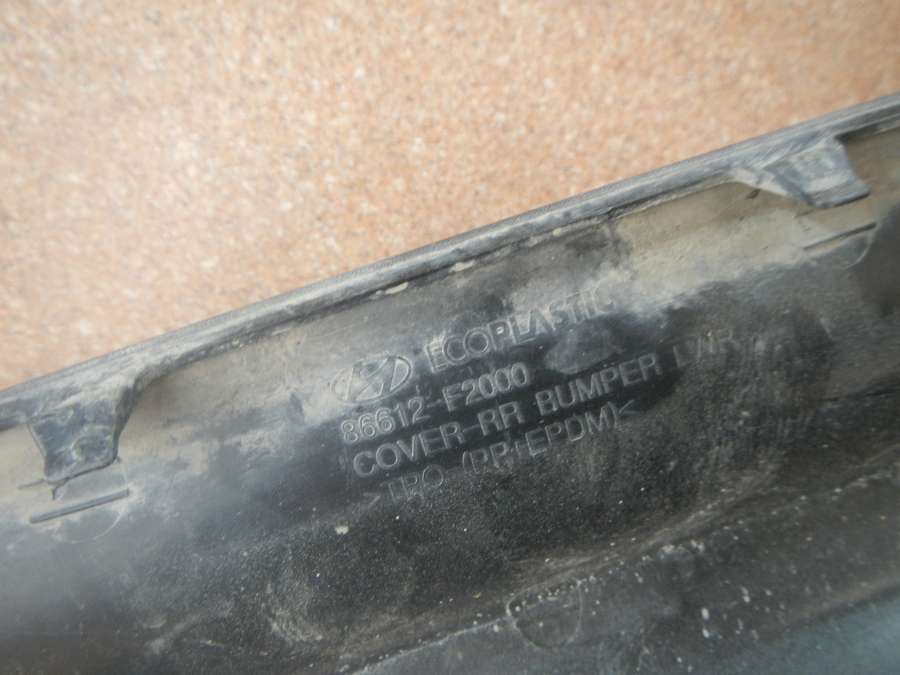 ECOPLASTIC
86612-F2000
COVER-RR BUMPER LWR
>TPO-(PP+EPDM)<